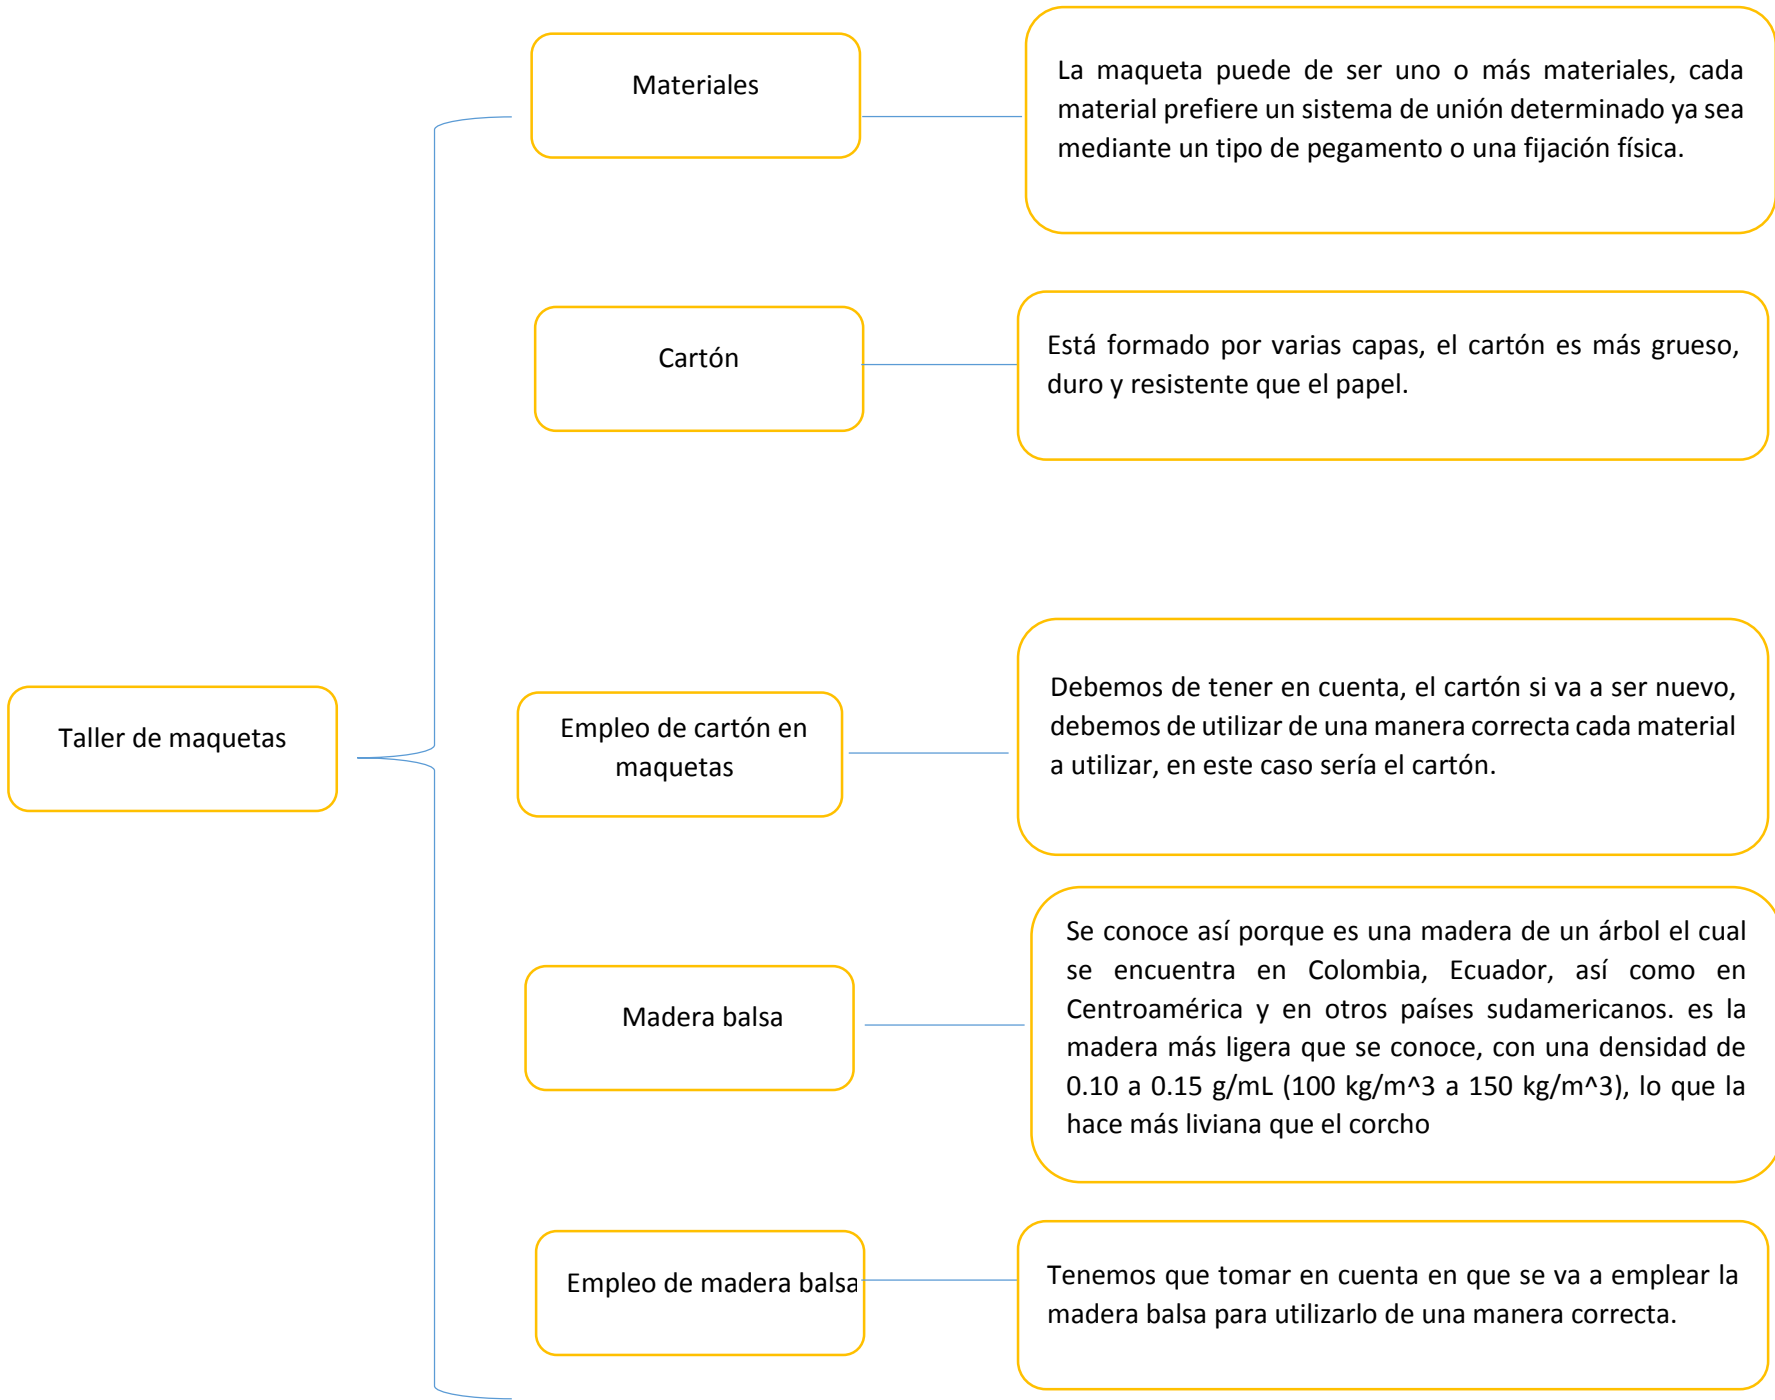 Materiales
La maqueta puede de ser uno o más materiales, cada
material prefiere un sistema de unión determinado ya sea
mediante un tipo de pegamento o una fijación física.
Cartón
Está formado por varias capas, el cartón es más grueso,
duro y resistente que el papel.
Taller de maquetas
Empleo de cartón en
maquetas
Debemos de tener en cuenta, el cartón si va a ser nuevo,
debemos de utilizar de una manera correcta cada material
a utilizar, en este caso sería el cartón.
Madera balsa
Se conoce así porque es una madera de un árbol el cual
se encuentra en Colombia, Ecuador, así como en
Centroamérica y en otros países sudamericanos. es la
madera más ligera que se conoce, con una densidad de
0.10 a 0.15 g/mL (100 kg/m^3 a 150 kg/m^3), lo que la
hace más liviana que el corcho
Empleo de madera balsa
Tenemos que tomar en cuenta en que se va a emplear la
madera balsa para utilizarlo de una manera correcta.